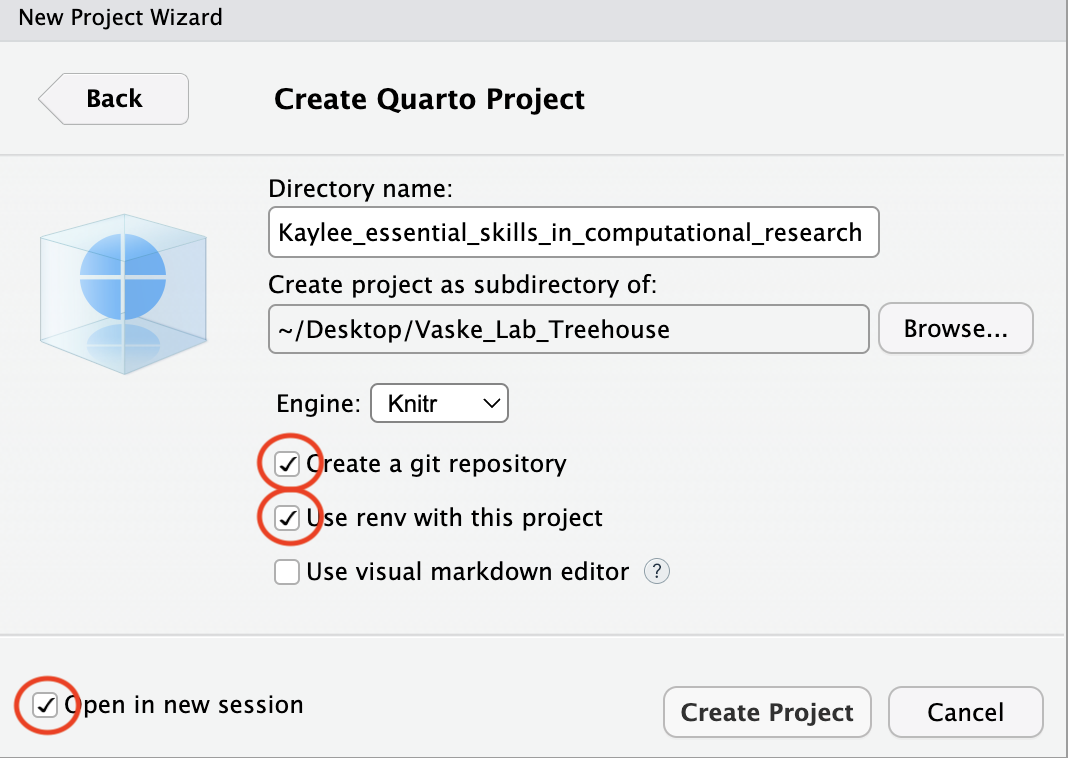 New Project Wizard
Back
Create Quarto Project
Directory name:
Kaylee_essential_skills_in_computational_research
Create project as subdirectory of:
~/Desktop/Vaske_Lab_Treehouse
Browse...
Engine: Knitr
Create a git repository
Use renv with this project
Use visual markdown editor ?
Open in new session
Create Project
Cancel